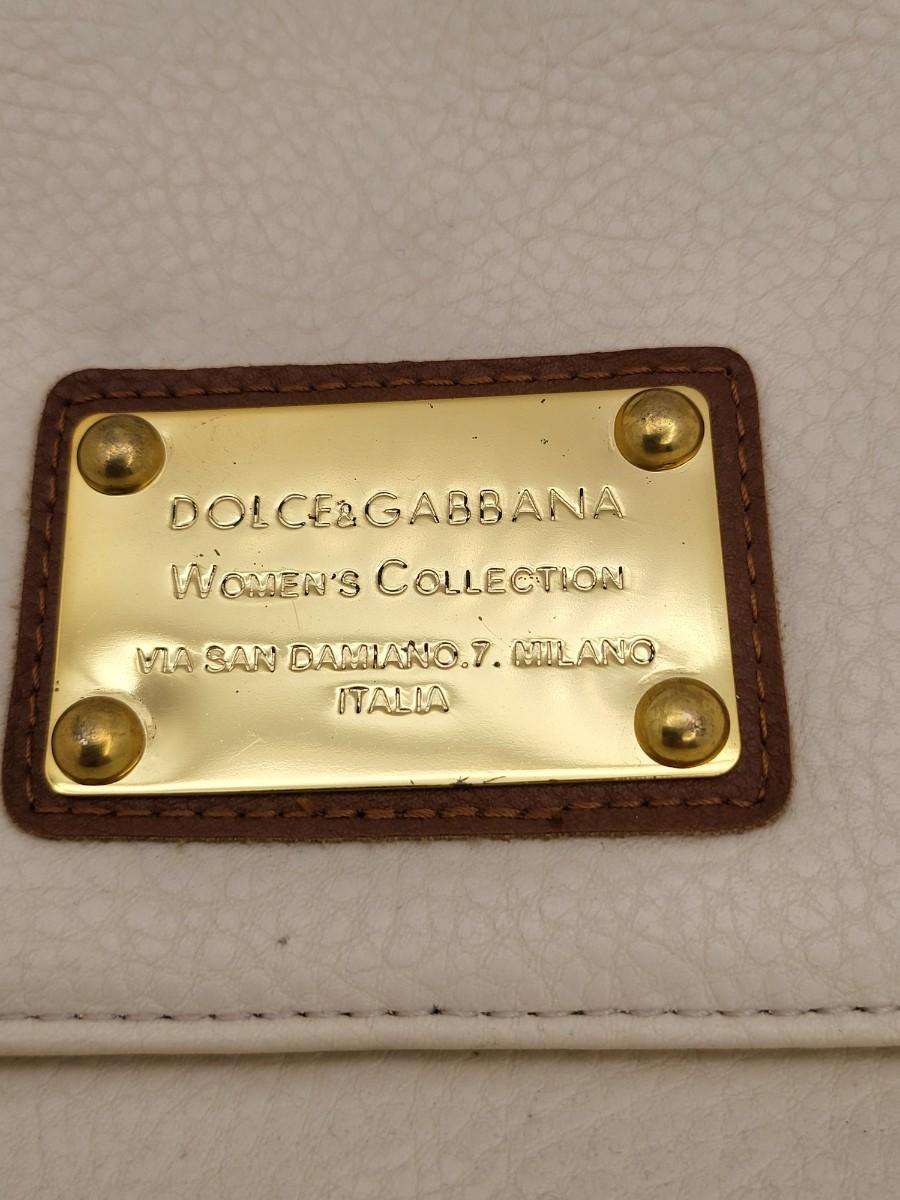 DOLCE&GABBANA
WOMEN'S COLLECTION
VIA SAN DAMIANO.7. MILANO
ITALIA